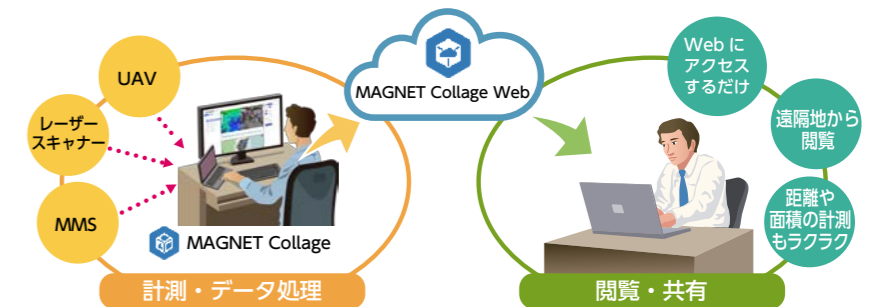 UAV
レーザー
スキャナー
MMS
MAGNET Collage
計測・データ処理
MAGNET Collage Web
Webに
アクセス
するだけ
遠隔地から
閲覧
距離や
面積の計測
もラクラク
閲覧・共有